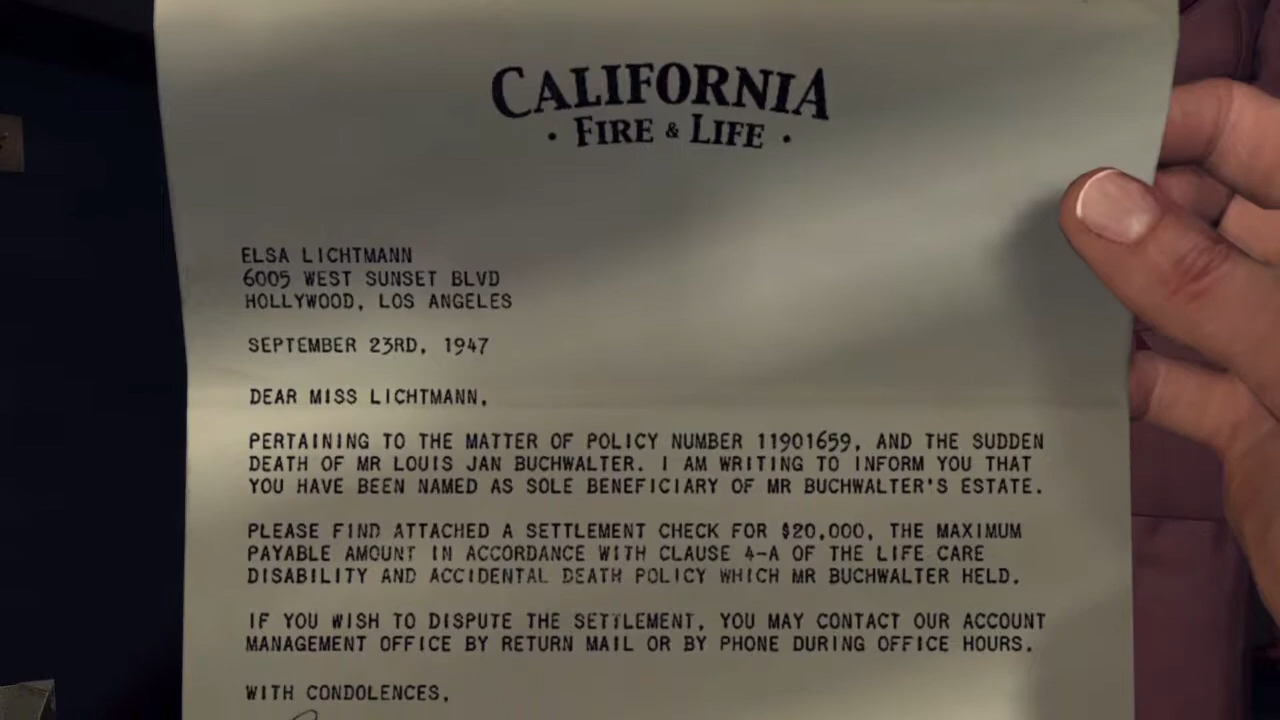 CALIFORNIA
· FIRE & LIFE ·
ELSA LICHTMANN
6005 WEST SUNSET BLVD
HOLLYWOOD, LOS ANGELES
SEPTEMBER 23RD, 1947
DEAR MISS LICHTMANN,
PERTAINING TO THE MATTER OF POLICY NUMBER 11901659, AND THE SUDDEN
DEATH OF MR LOUIS JAN BUCHWALTER. I AM WRITING TO INFORM YOU THAT
YOU HAVE BEEN NAMED AS SOLE BENEFICIARY OF MR BUCHWALTER'S ESTATE.
PLEASE FIND ATTACHED A SETTLEMENT CHECK FOR $20,000, THE MAXIMUM
PAYABLE AMOUNT IN ACCORDANCE WITH CLAUSE 4-A OF THE LIFE CARE
DISABILITY AND ACCIDENTAL DEATH POLICY WHICH MR BUCHWALTER HELD.
IF YOU WISH TO DISPUTE THE SETTLEMENT, YOU MAY CONTACT OUR ACCOUNT
MANAGEMENT OFFICE BY RETURN MAIL OR BY PHONE DURING OFFICE HOURS.
WITH CONDOLENCES,